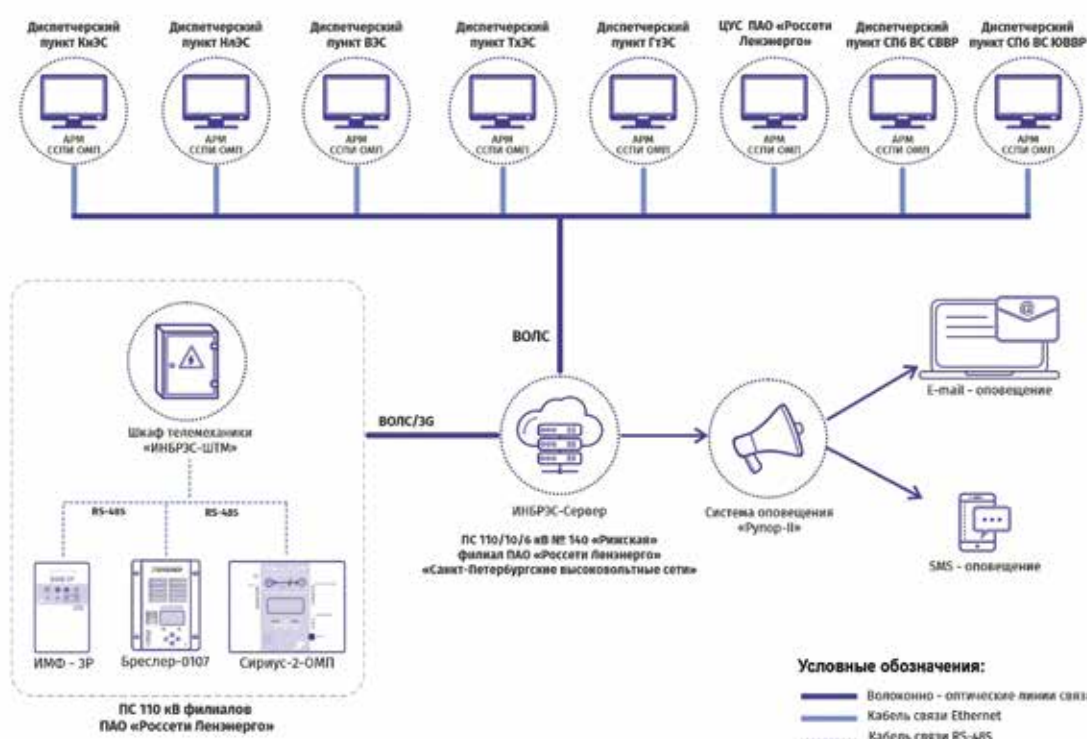 Диспетчерский
пункт КнЭС
Диспетчерский
пункт НлЭС
Диспетчерский
пункт ВЭС
Диспетчерский
пункт ТхЭС
Диспетчерский
пункт ГтЭС
ЦУС ПАО «Россети
Ленэнерго»
Диспетчерский
пункт СПб ВС СВВР
Диспетчерский
пункт СПб ВС ЮВВР
АРМ
ССПИ ОМП
АРМ
ССПИ ОМП
АРМ
ССПИ ОМП
АРМ
ССПИ ОМП
АРМ
ССПИ ОМП
АРМ
ССПИ ОМП
АРМ
ССПИ ОМП
АРМ
ССПИ ОМП
ВОЛС
Шкаф телемеханики
«ИНБРЭС-ШТМ»
ВОЛС/3G
RS-485
RS-485
ИМФ - 3Р
Бреслер-0107
Сириус-2-ОМП
ПС 110 кВ филиалов
ПАО «Россети Ленэнерго»
ИНБРЭС-Сервер
ПС 110/10/6 кВ № 140 «Рижская»
филиал ПАО «Россети Ленэнерго»
«Санкт-Петербургские высоковольтные сети»
Система оповещения
«Рупор-II»
@
E-mail - оповещение
SMS - оповещение
Условные обозначения:
Волоконно - оптические линии связи
Кабель связи Ethernet
Кабель связи RS-485